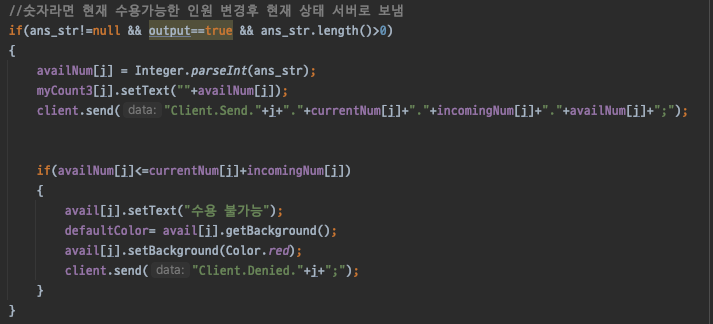 //숫자라면 현재 수용가능한 인원 변경후 현재 상태 서버로 보냄
if(ans_str!=null && output==true && ans_str.length()>0)
{
availNum[j] = Integer.parseInt(ans_str);
myCount3[j].setText(""+availNum[j]);
client.send( data: "Client.Send."+j+"."+currentNum[j]+"."+incomingNum[j]+"."+availNum[j]+";");
if(availNum[j]<=currentNum[j]+incomingNum[j])
{
avail[j].setText("수용 불가능");
defaultColor= avail[j].getBackground();
avail[j].setBackground(Color.red);
client.send( data: "Client.Denied."+j+";");
}
}